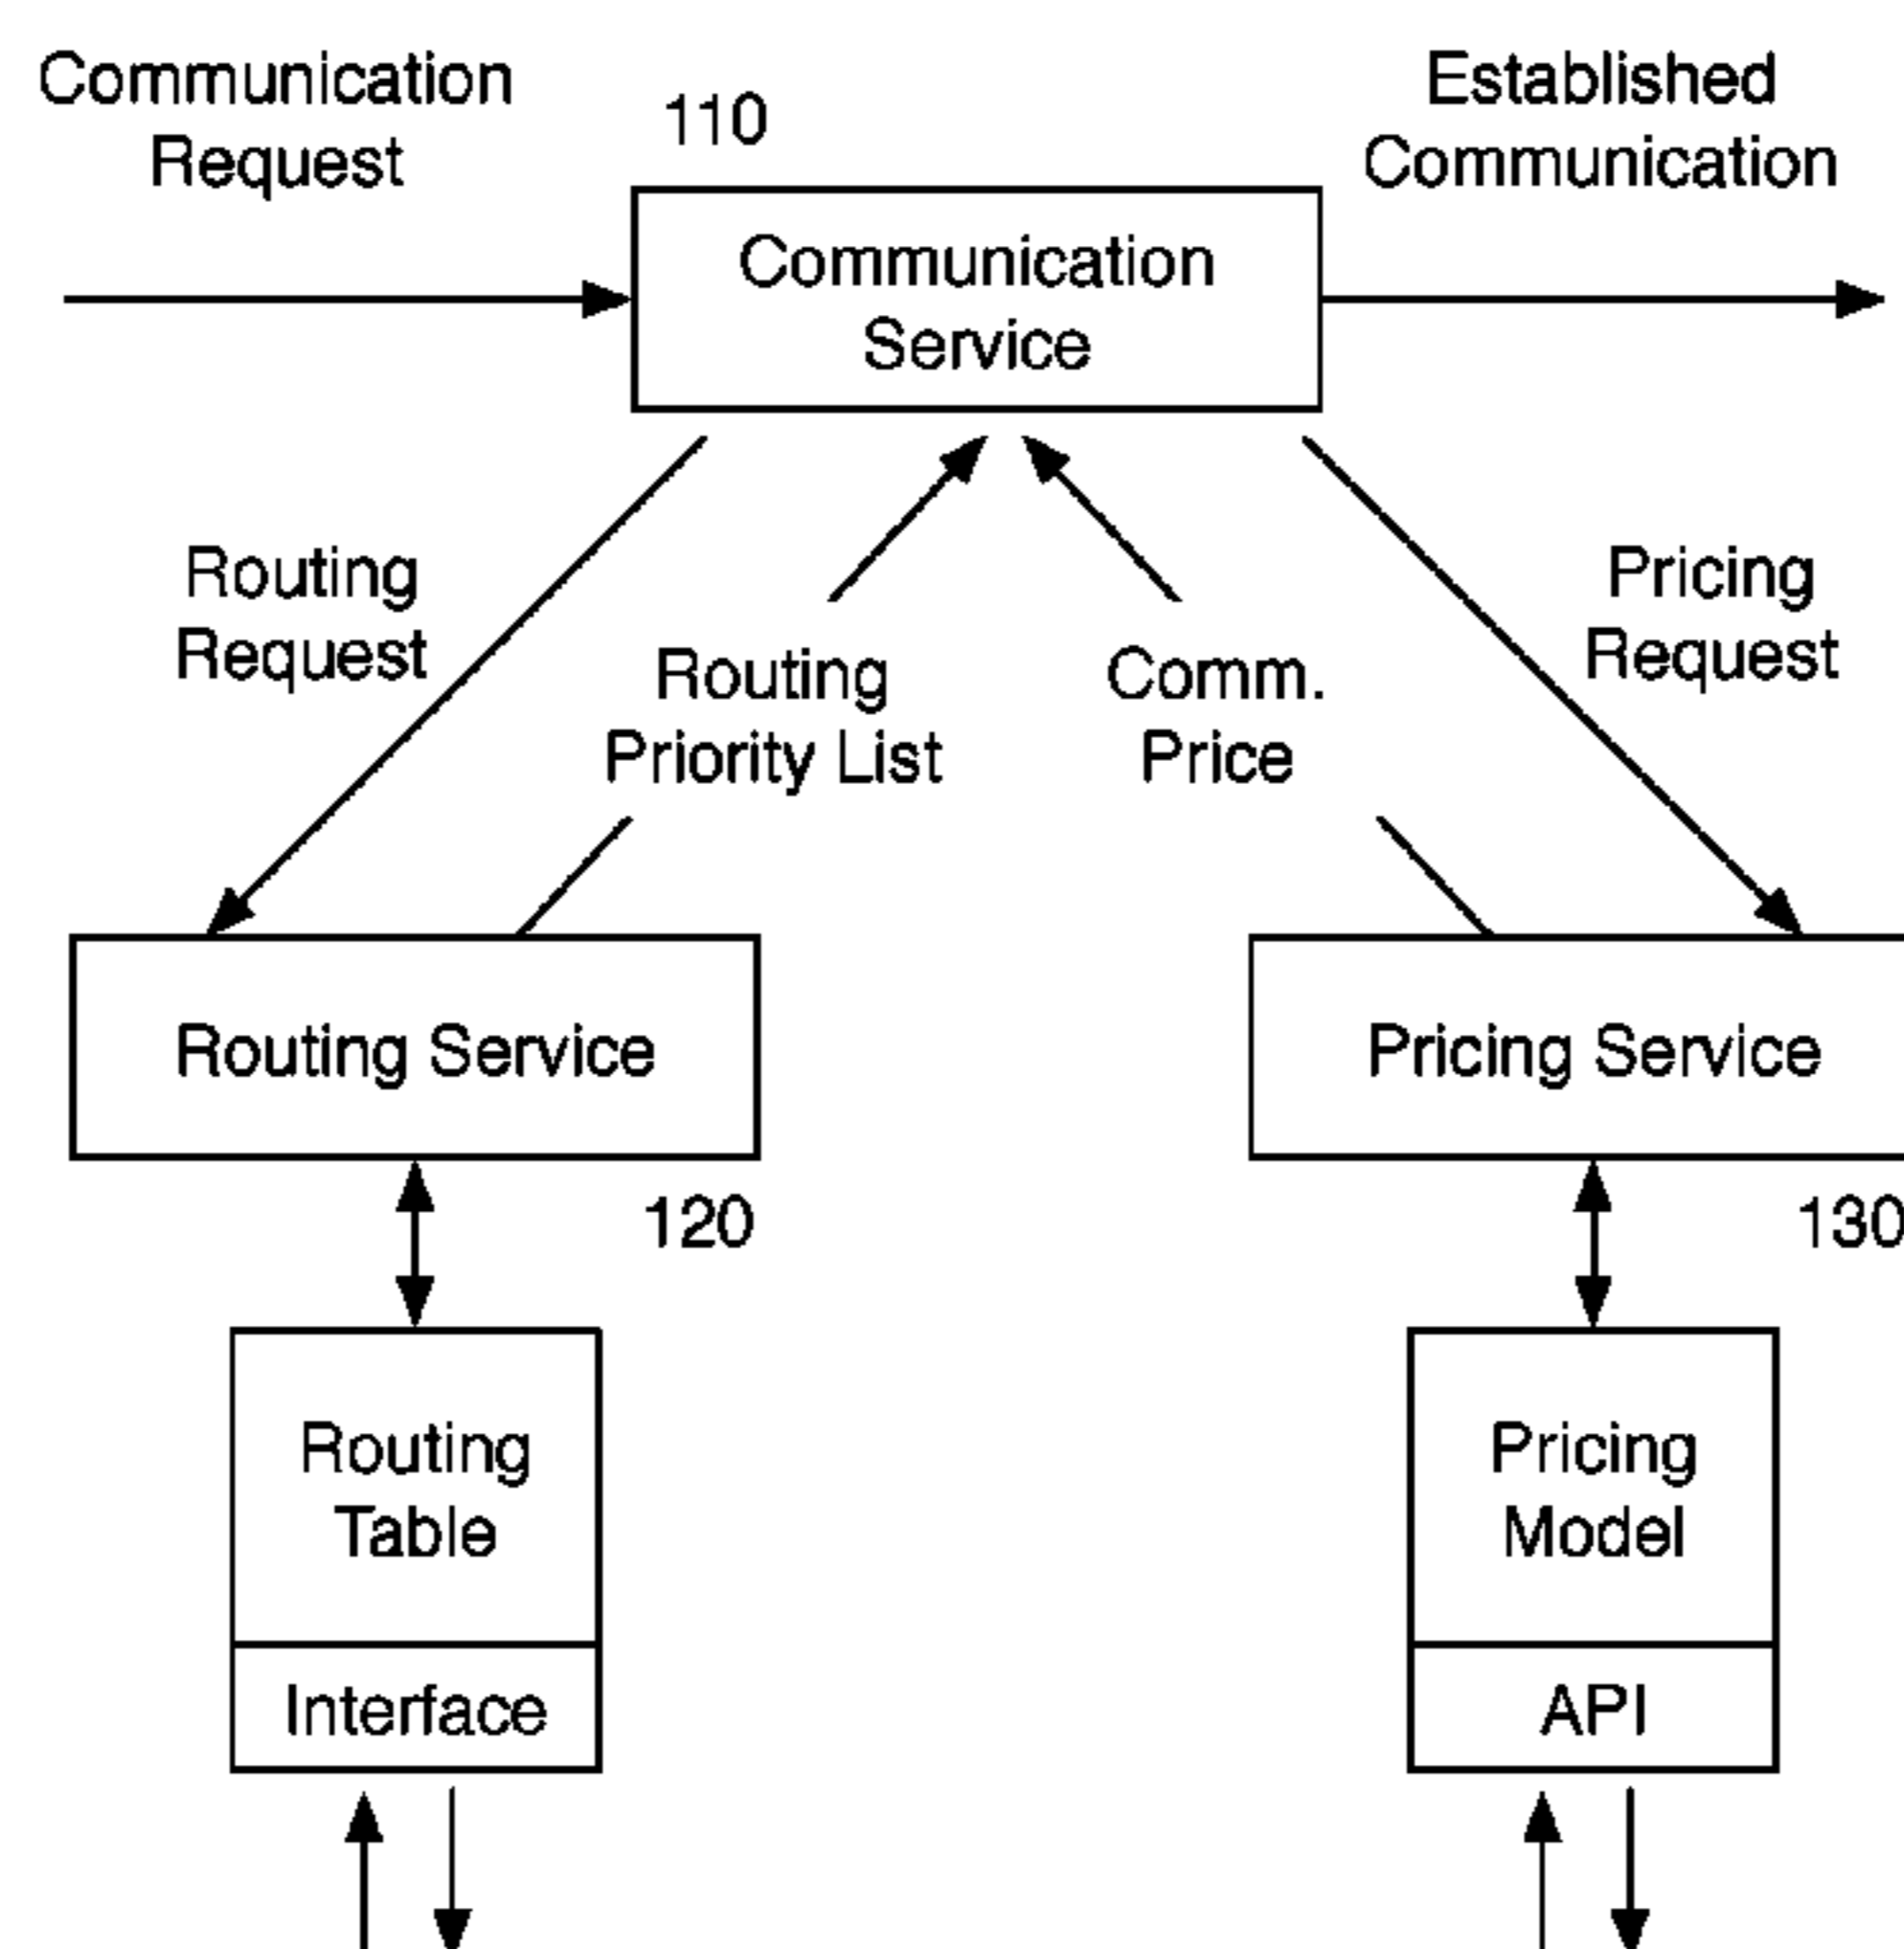 Communication
Request
110
Established
Communication
Communication
Service
Routing
Request
Routing
Priority List
Comm.
Price
Pricing
Request
Routing Service
Pricing Service
120
130
Routing
Table
Pricing
Model
Interface
API